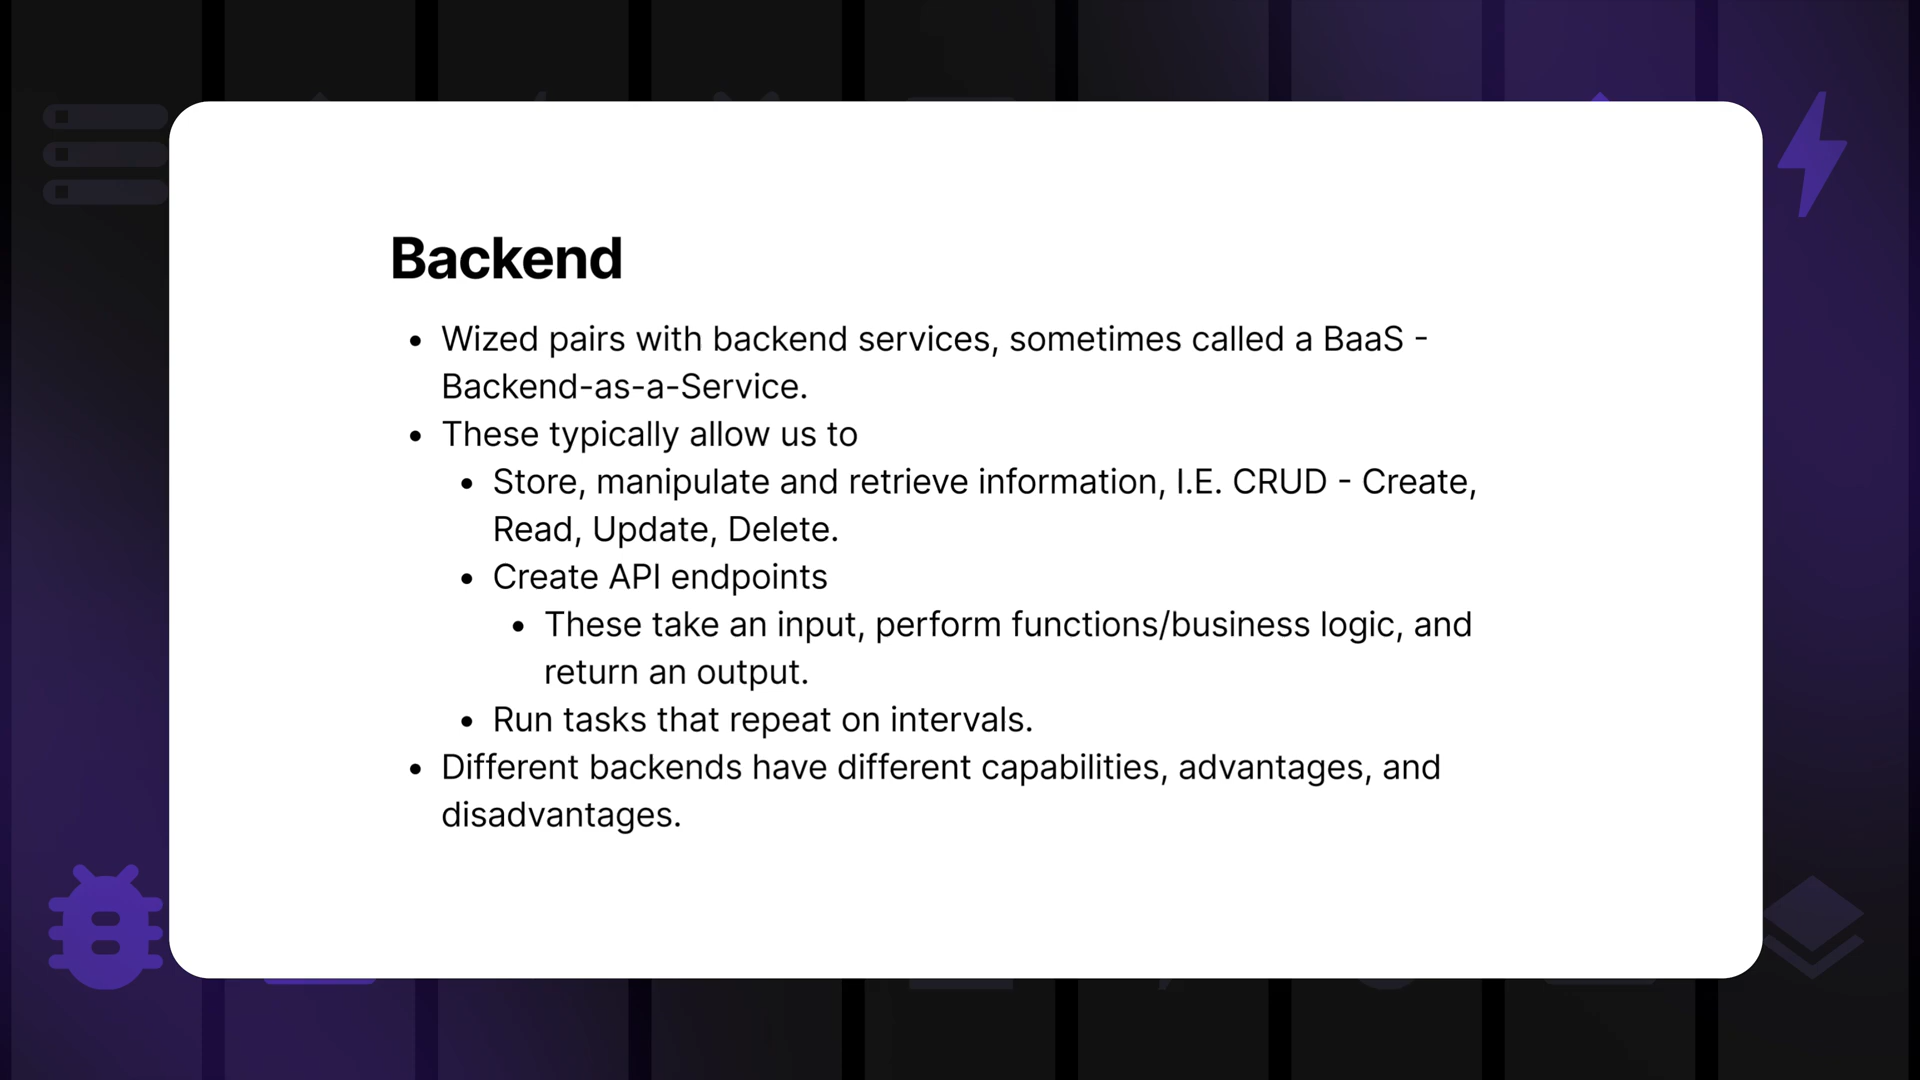 Backend
• Wized pairs with backend services, sometimes called a BaaS -
Backend-as-a-Service.
• These typically allow us to
• Store, manipulate and retrieve information, I.E. CRUD - Create,
Read, Update, Delete.
• Create API endpoints
• These take an input, perform functions/business logic, and
return an output.
• Run tasks that repeat on intervals.
• Different backends have different capabilities, advantages, and
disadvantages.